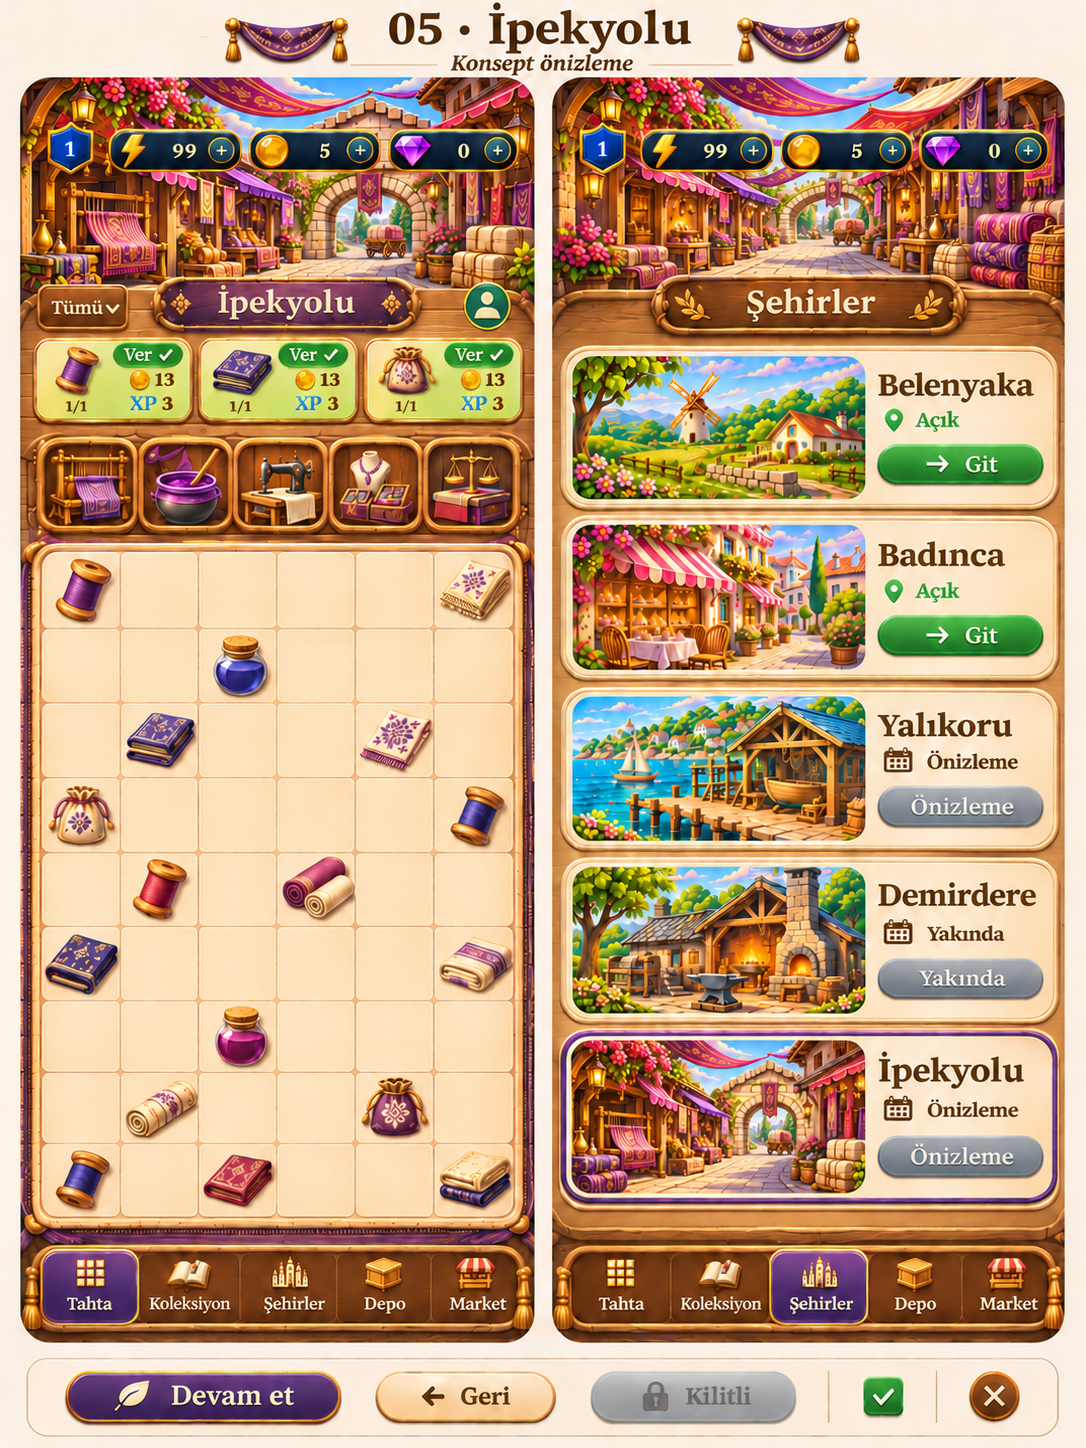 05 · İpekyolu
Konsept önizleme
1
99 +
5 +
0 +
Tümü
İpekyolu
Ver ✓
13
1/1
XP 3
Ver ✓
13
1/1
XP 3
Ver ✓
13
1/1
XP 3
Tahta
Koleksiyon
Şehirler
Depo
Market
1
99 +
5 +
0 +
Şehirler
Belenyaka
Açık
→ Git
Badınca
Açık
→ Git
Yalıkoru
Önizleme
Önizleme
Demirdere
Yakında
Yakında
İpekyolu
Önizleme
Önizleme
Tahta
Koleksiyon
Şehirler
Depo
Market
Devam et
← Geri
Kilitli